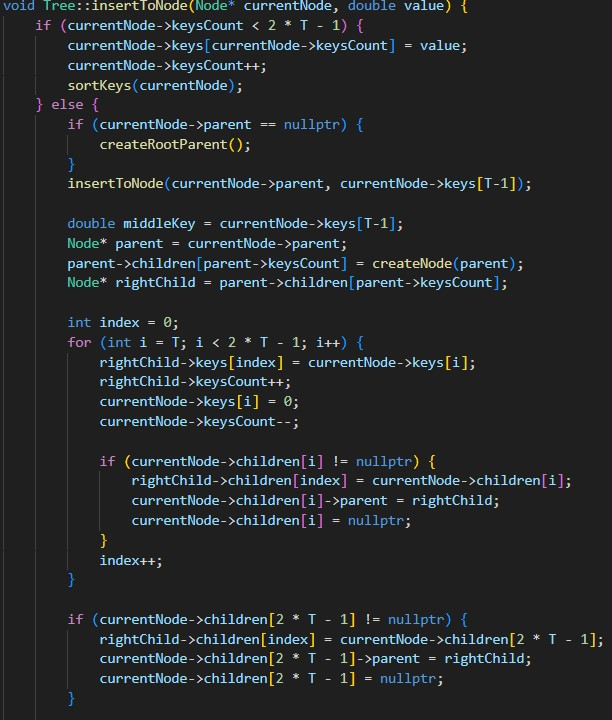 void Tree::insertToNode(Node* currentNode, double value) {
    if (currentNode->keysCount < 2 * T - 1) {
        currentNode->keys[currentNode->keysCount] = value;
        currentNode->keysCount++;
        sortKeys(currentNode);
    } else {
        if (currentNode->parent == nullptr) {
            createRootParent();
        }
        insertToNode(currentNode->parent, currentNode->keys[T-1]);

        double middleKey = currentNode->keys[T-1];
        Node* parent = currentNode->parent;
        parent->children[parent->keysCount] = createNode(parent);
        Node* rightChild = parent->children[parent->keysCount];

        int index = 0;
        for (int i = T; i < 2 * T - 1; i++) {
            rightChild->keys[index] = currentNode->keys[i];
            rightChild->keysCount++;
            currentNode->keys[i] = 0;
            currentNode->keysCount--;

            if (currentNode->children[i] != nullptr) {
                rightChild->children[index] = currentNode->children[i];
                currentNode->children[i]->parent = rightChild;
                currentNode->children[i] = nullptr;
            }
            index++;
        }

        if (currentNode->children[2 * T - 1] != nullptr) {
            rightChild->children[index] = currentNode->children[2 * T - 1];
            currentNode->children[2 * T - 1]->parent = rightChild;
            currentNode->children[2 * T - 1] = nullptr;
        }